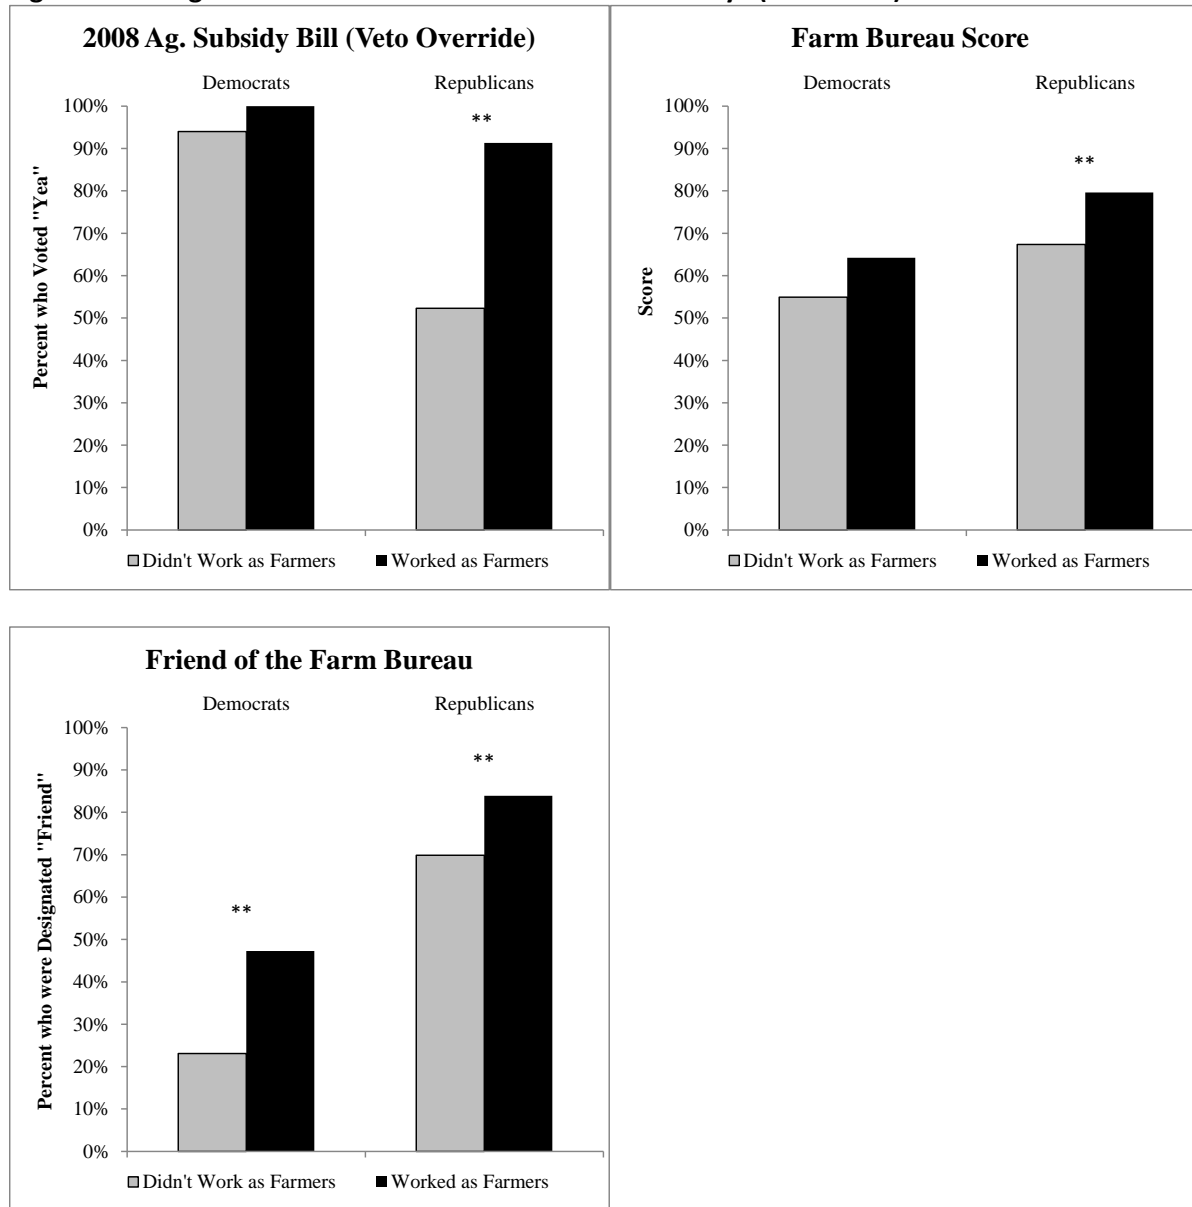 2008 Ag. Subsidy Bill (Veto Override)
Democrats
Republicans
Percent who Voted "Yea"
100%
90%
80%
70%
60%
50%
40%
30%
20%
10%
0%
**
Didn't Work as Farmers
Worked as Farmers
Farm Bureau Score
Democrats
Republicans
Score
100%
90%
80%
70%
60%
50%
40%
30%
20%
10%
0%
**
Didn't Work as Farmers
Worked as Farmers
Friend of the Farm Bureau
Democrats
Republicans
Percent who were Designated "Friend"
100%
90%
80%
70%
60%
50%
40%
30%
20%
10%
0%
**
**
Didn't Work as Farmers
Worked as Farmers